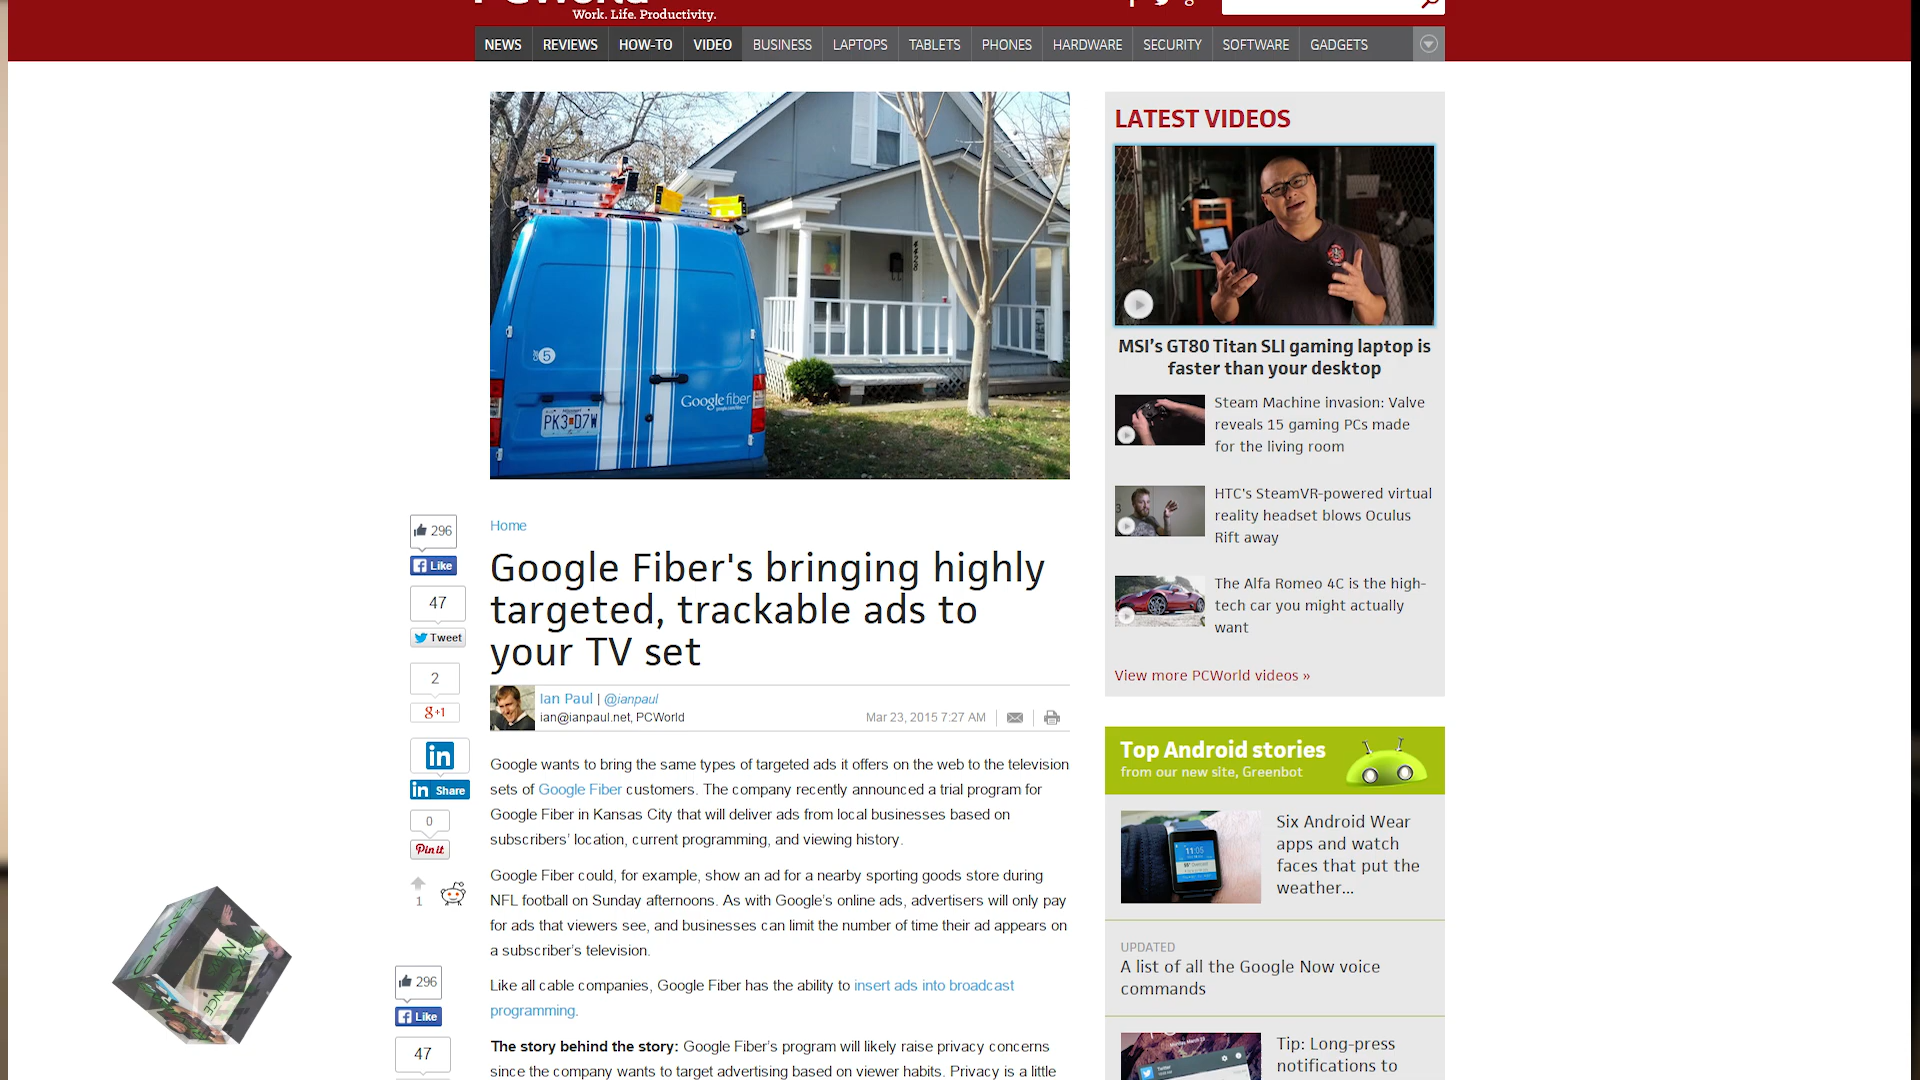 PCWorld
Work. Life. Productivity.
NEWS REVIEWS HOW-TO VIDEO BUSINESS LAPTOPS TABLETS PHONES HARDWARE SECURITY SOFTWARE GADGETS
4428
5
Google fiber
PK3 D7W
Home
Google Fiber's bringing highly
targeted, trackable ads to
your TV set
Ian Paul | @ianpaul
ian@ianpaul.net, PCWorld
Mar 23, 2015 7:27 AM
Google wants to bring the same types of targeted ads it offers on the web to the television
sets of Google Fiber customers. The company recently announced a trial program for
Google Fiber in Kansas City that will deliver ads from local businesses based on
subscribers' location, current programming, and viewing history.
Google Fiber could, for example, show an ad for a nearby sporting goods store during
NFL football on Sunday afternoons. As with Google's online ads, advertisers will only pay
for ads that viewers see, and businesses can limit the number of time their ad appears on
a subscriber's television.
Like all cable companies, Google Fiber has the ability to insert ads into broadcast
programming.
The story behind the story: Google Fiber's program will likely raise privacy concerns
since the company wants to target advertising based on viewer habits. Privacy is a little
296
Like
47
Tweet
2
g+1
in
in Share
0
Pin it
1
296
Like
47
LATEST VIDEOS
MSI's GT80 Titan SLI gaming laptop is
faster than your desktop
Steam Machine invasion: Valve
reveals 15 gaming PCs made
for the living room
HTC's SteamVR-powered virtual
reality headset blows Oculus
Rift away
The Alfa Romeo 4C is the high-
tech car you might actually
want
View more PCWorld videos »
Top Android stories
from our new site, Greenbot
11:05
Six Android Wear
apps and watch
faces that put the
weather...
UPDATED
A list of all the Google Now voice
commands
Twitter
Tip: Long-press
notifications to